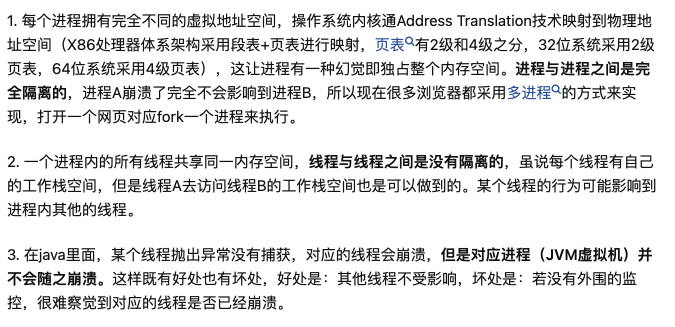 1. 每个进程拥有完全不同的虚拟地址空间，操作系统内核通Address Translation技术映射到物理地
址空间（X86处理器体系架构采用段表+页表进行映射，页表有2级和4级之分，32位系统采用2级
页表，64位系统采用4级页表），这让进程有一种幻觉即独占整个内存空间。进程与进程之间是完
全隔离的，进程A崩溃了完全不会影响到进程B，所以现在很多浏览器都采用多进程的方式来实
现，打开一个网页对应fork一个进程来执行。
2. 一个进程内的所有线程共享同一内存空间，线程与线程之间是没有隔离的，虽说每个线程有自己
的工作栈空间，但是线程A去访问线程B的工作栈空间也是可以做到的。某个线程的行为可能影响到
进程内其他的线程。
3. 在java里面，某个线程抛出异常没有捕获，对应的线程会崩溃，但是对应进程（JVM虚拟机）并
不会随之崩溃。这样既有好处也有坏处，好处是：其他线程不受影响，坏处是：若没有外围的监
控，很难察觉到对应的线程是否已经崩溃。